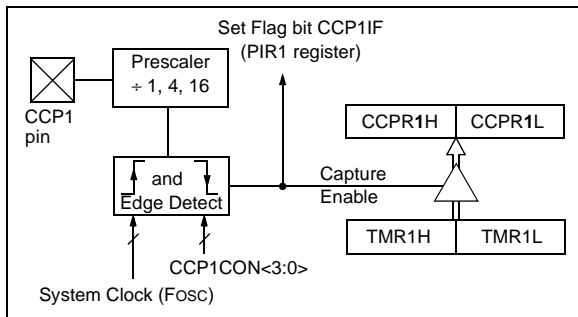 Set Flag bit CCP1IF
(PIR1 register)
Prescaler
÷ 1, 4, 16
CCP1
pin
CCPR1H
CCPR1L
and
Edge Detect
Capture
Enable
TMR1H
TMR1L
CCP1CON<3:0>
System Clock (FOSC)